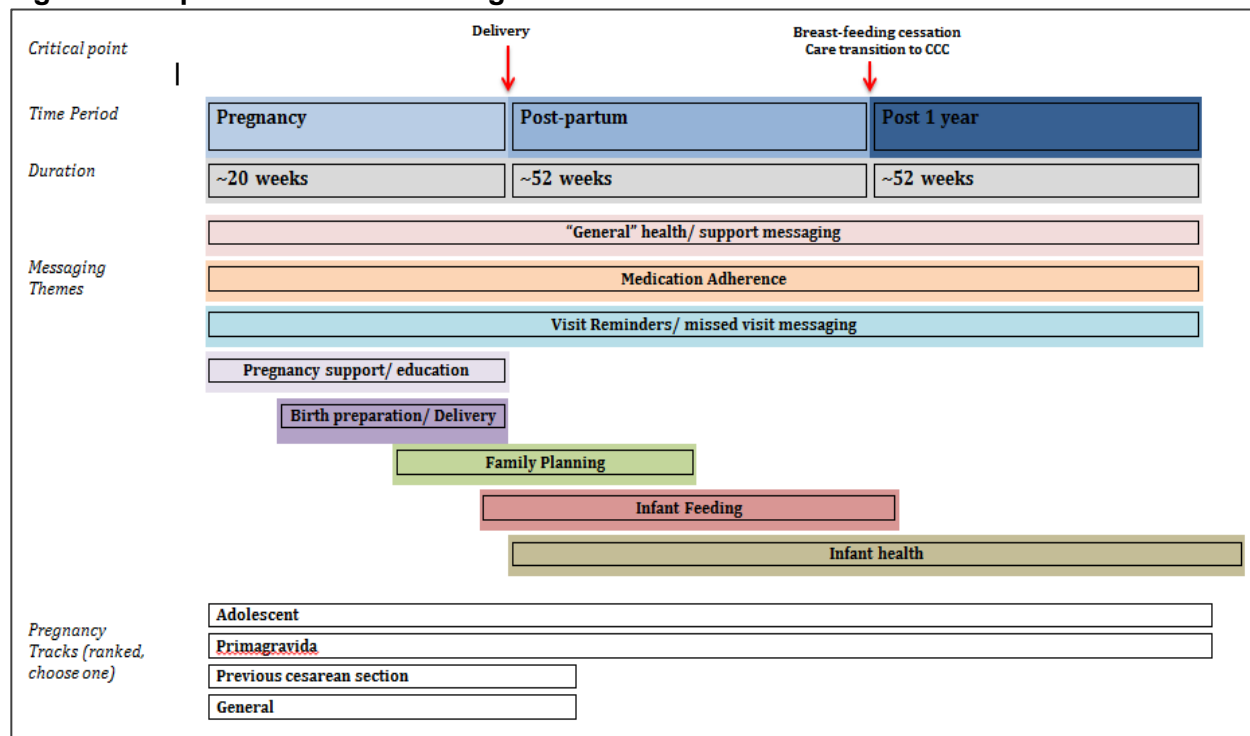 Delivery
Breast-feeding cessation
Care transition to CCC
Critical point
Time Period
Pregnancy
Post-partum
Post 1 year
Duration
~20 weeks
~52 weeks
~52 weeks
"General" health/ support messaging
Messaging
Themes
Medication Adherence
Visit Reminders/ missed visit messaging
Pregnancy support/ education
Birth preparation/ Delivery
Family Planning
Infant Feeding
Infant health
Pregnancy
Tracks (ranked,
choose one)
Adolescent
Primagravida
Previous cesarean section
General